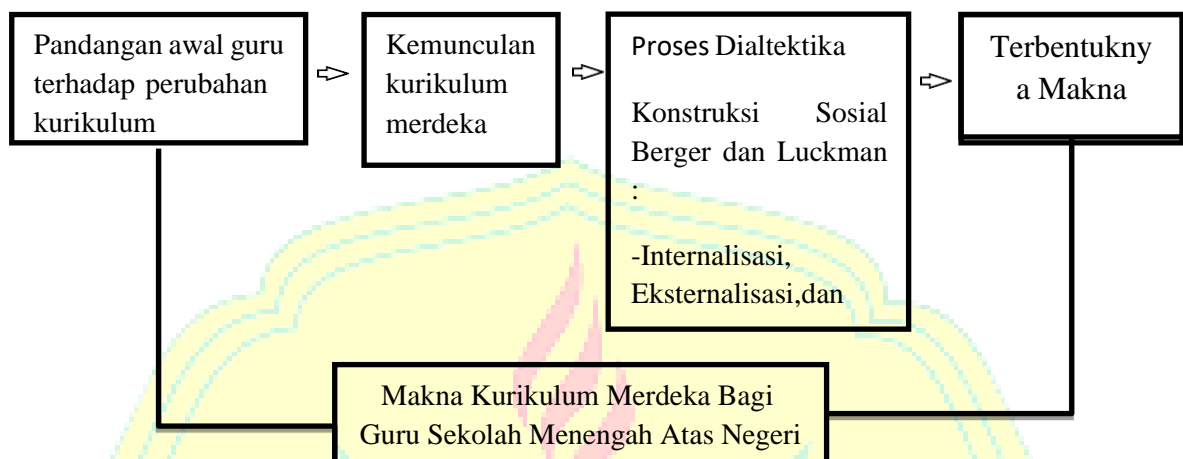 Pandangan awal guru
terhadap perubahan
kurikulum
Kemunculan
kurikulum
merdeka
Proses Dialtektika
Konstruksi Sosial
Berger dan Luckman
:
-Internalisasi,
Eksternalisasi,dan
Terbentukny
a Makna
Makna Kurikulum Merdeka Bagi
Guru Sekolah Menengah Atas Negeri